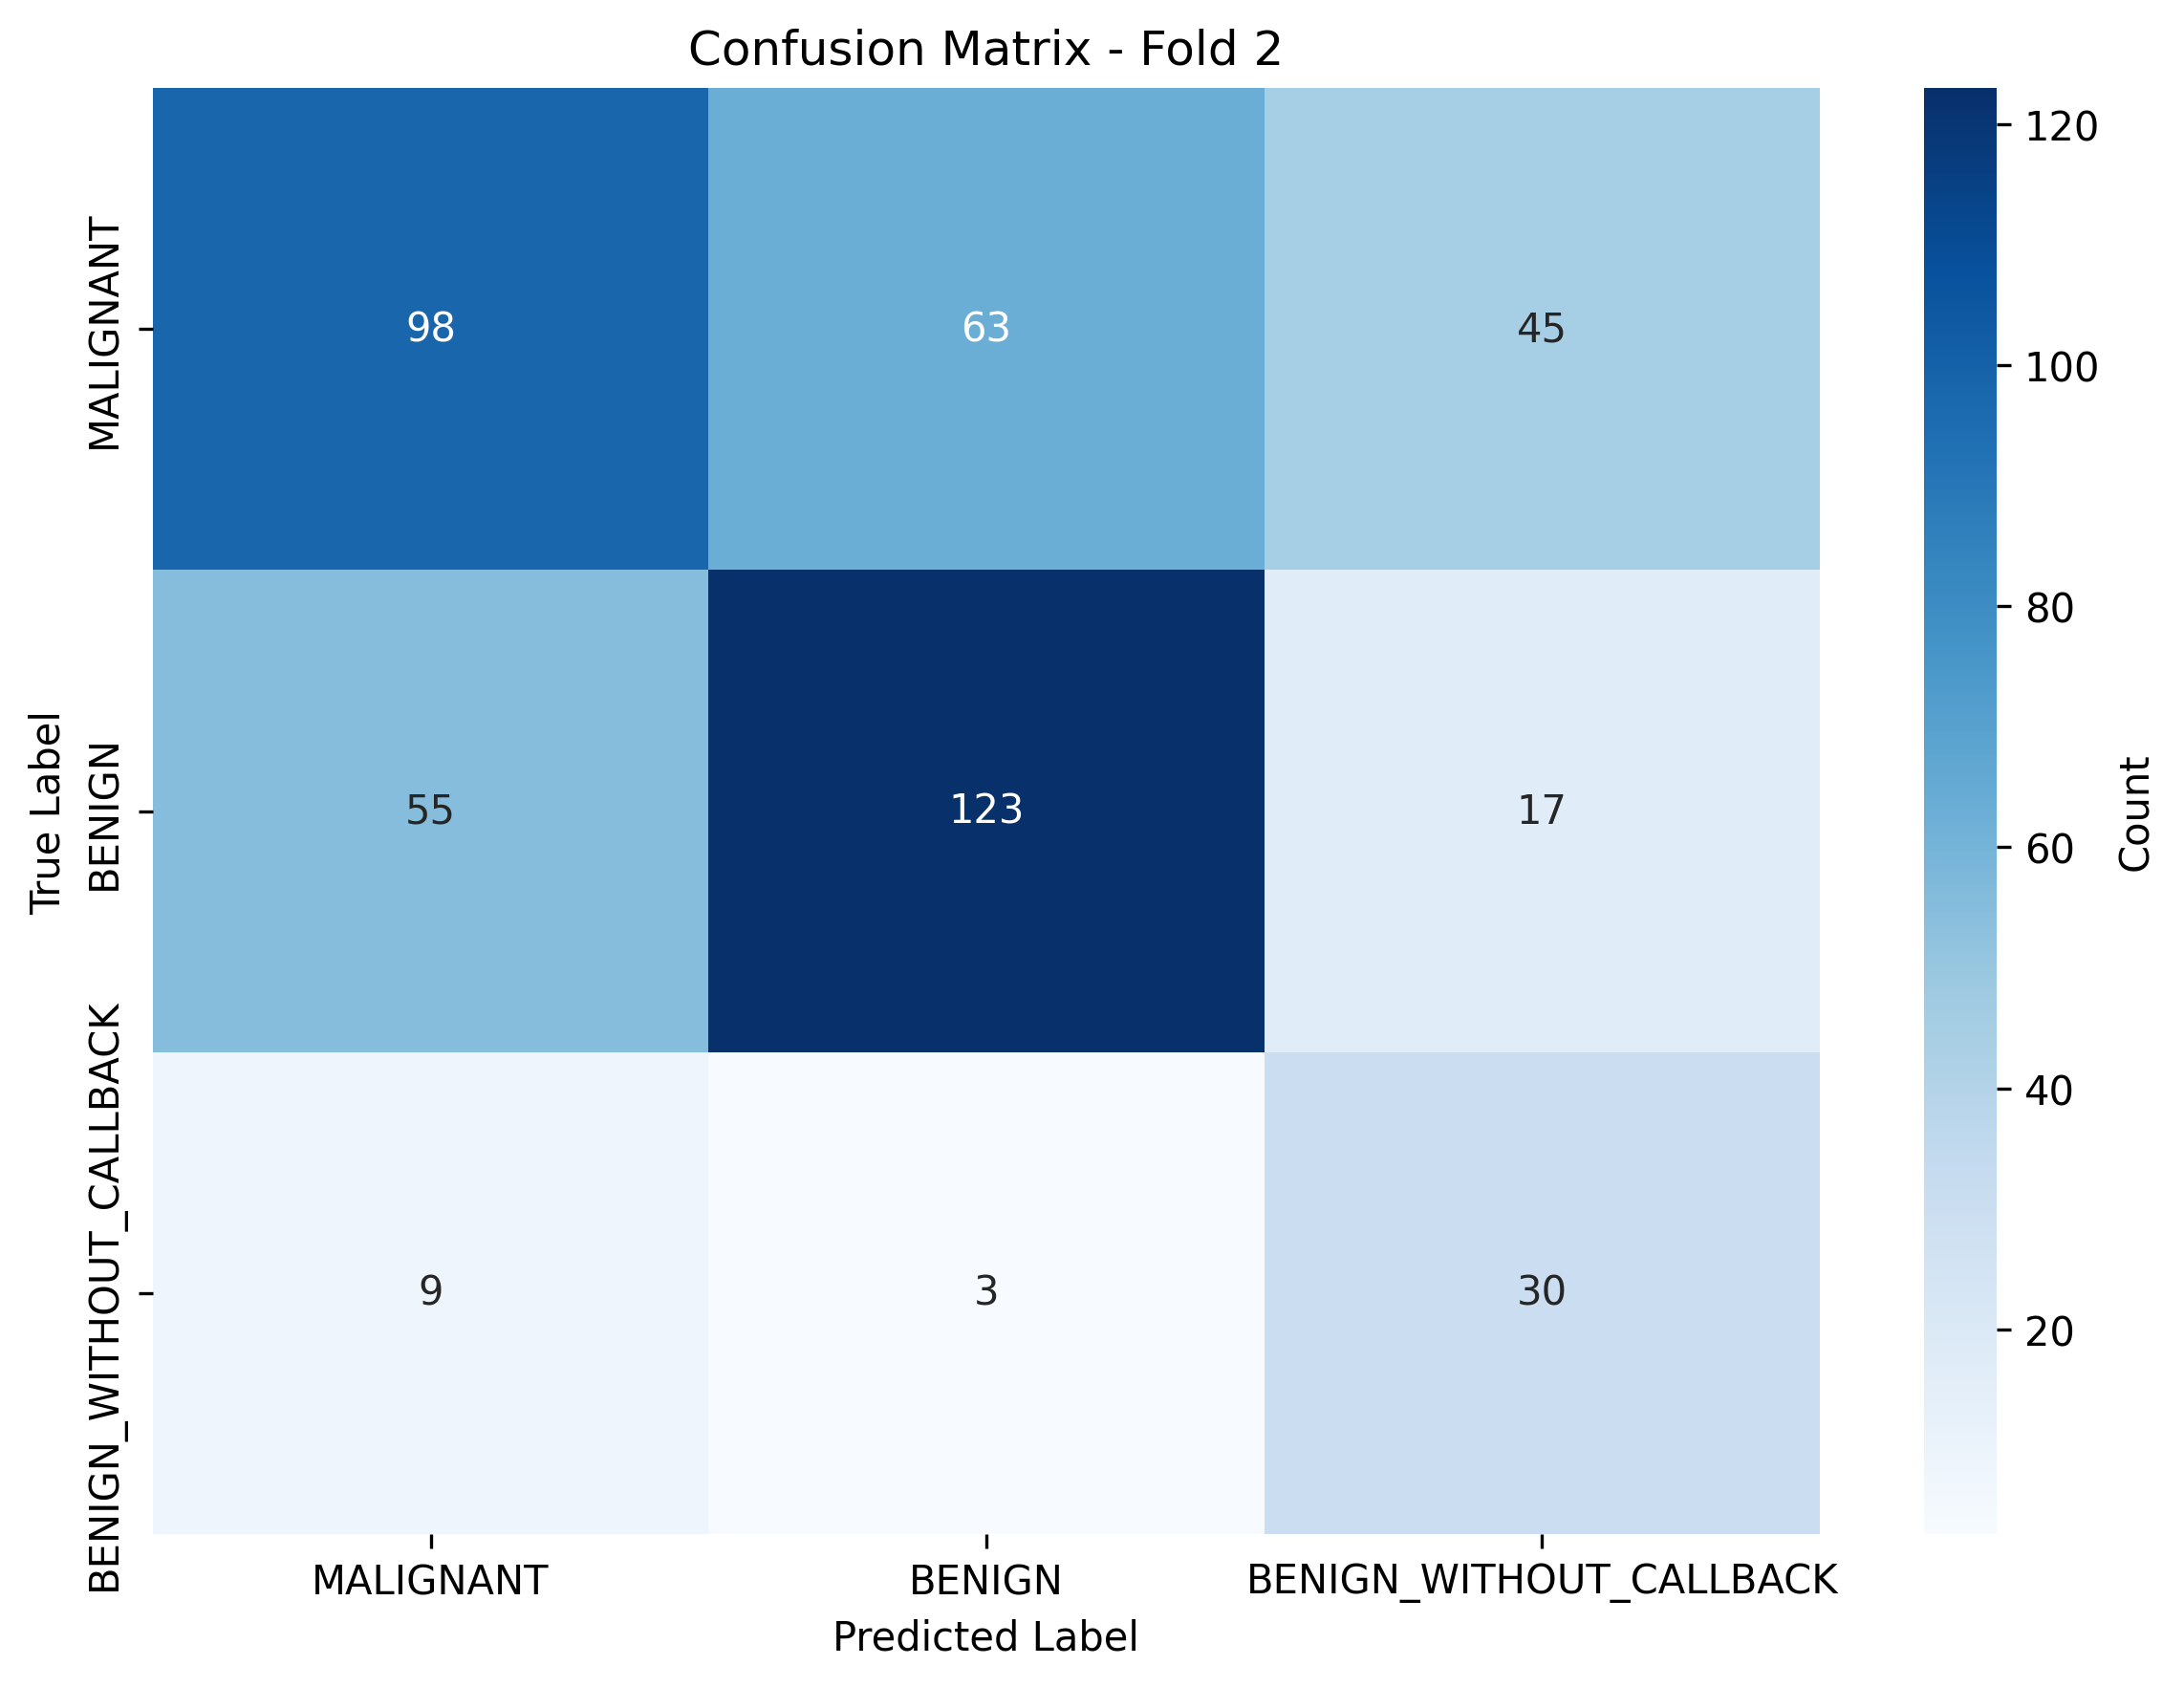 Confusion Matrix - Fold 2
True Label
MALIGNANT
98 63 45
BENIGN
55 123 17
BENIGN_WITHOUT_CALLBACK
9 3 30
MALIGNANT BENIGN BENIGN_WITHOUT_CALLBACK
Predicted Label
120
100
80
60
40
20
Count